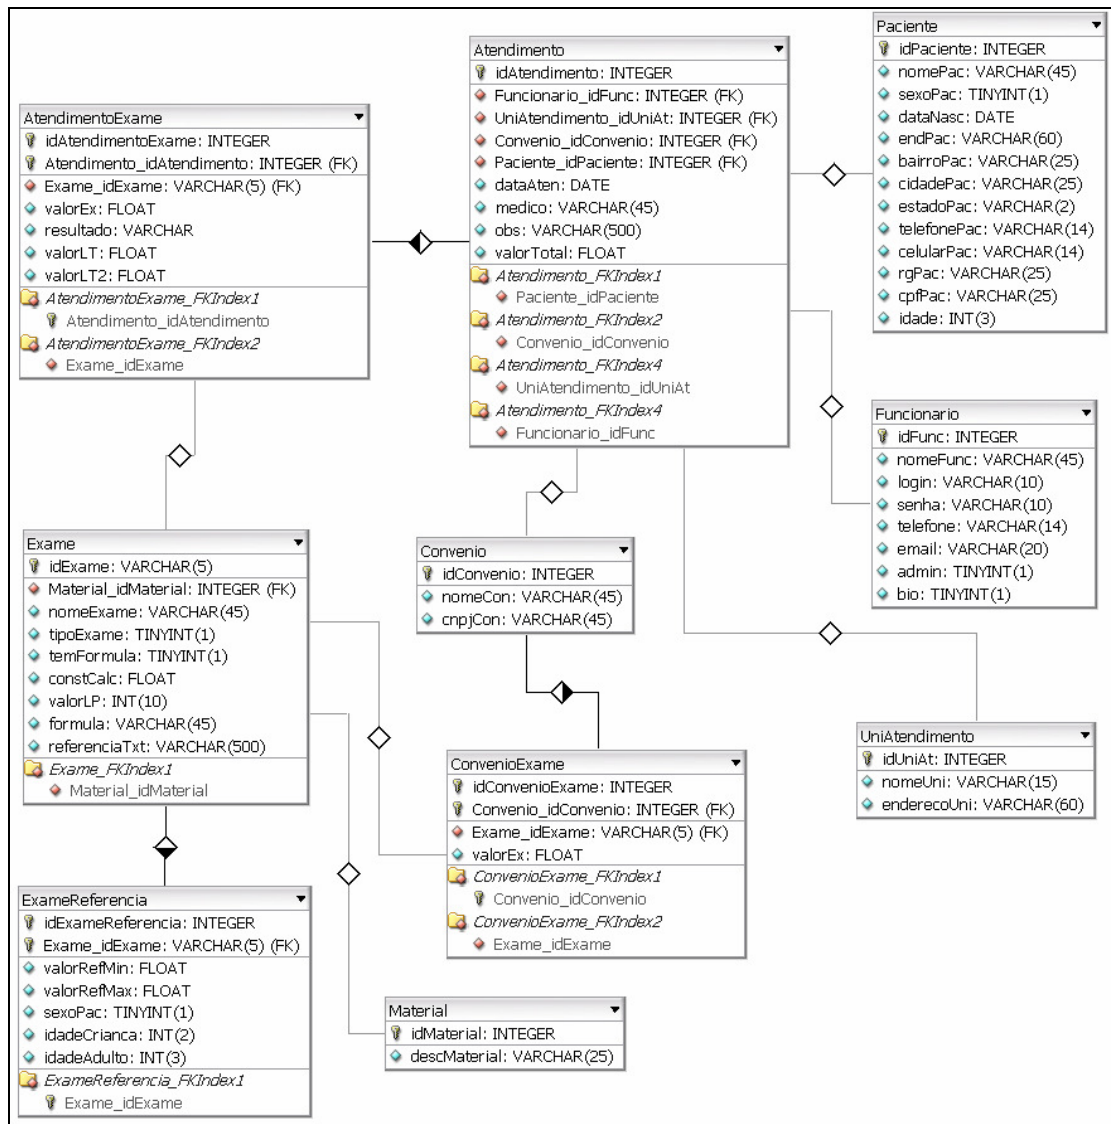 Paciente
idPaciente: INTEGER
nomePac: VARCHAR(45)
sexoPac: TINYINT(1)
dataNasc: DATE
endPac: VARCHAR(60)
bairroPac: VARCHAR(25)
cidadePac: VARCHAR(25)
estadoPac: VARCHAR(2)
telefonePac: VARCHAR(14)
celularPac: VARCHAR(14)
rgPac: VARCHAR(25)
cpfPac: VARCHAR(25)
idade: INT(3)
Atendimento
idAtendimento: INTEGER
Funcionario_idFunc: INTEGER (FK)
UniAtendimento_idUniAt: INTEGER (FK)
Convenio_idConvenio: INTEGER (FK)
Paciente_idPaciente: INTEGER (FK)
dataAten: DATE
medico: VARCHAR(45)
obs: VARCHAR(500)
valorTotal: FLOAT
Atendimento_FKIndex1
Paciente_idPaciente
Atendimento_FKIndex2
Convenio_idConvenio
Atendimento_FKIndex4
UniAtendimento_idUniAt
Atendimento_FKIndex4
Funcionario_idFunc
AtendimentoExame
idAtendimentoExame: INTEGER
Atendimento_idAtendimento: INTEGER (FK)
Exame_idExame: VARCHAR(5) (FK)
valorEx: FLOAT
resultado: VARCHAR
valorLT: FLOAT
valorLT2: FLOAT
AtendimentoExame_FKIndex1
Atendimento_idAtendimento
AtendimentoExame_FKIndex2
Exame_idExame
Funcionario
idFunc: INTEGER
nomeFunc: VARCHAR(45)
login: VARCHAR(10)
senha: VARCHAR(10)
telefone: VARCHAR(14)
email: VARCHAR(20)
admin: TINYINT(1)
bio: TINYINT(1)
Exame
idExame: VARCHAR(5)
Material_idMaterial: INTEGER (FK)
nomeExame: VARCHAR(45)
tipoExame: TINYINT(1)
temFormula: TINYINT(1)
constCalc: FLOAT
valorLP: INT(10)
formula: VARCHAR(45)
referenciaTxt: VARCHAR(500)
Exame_FKIndex1
Material_idMaterial
Convenio
idConvenio: INTEGER
nomeCon: VARCHAR(45)
cnpjCon: VARCHAR(45)
UniAtendimento
idUniAt: INTEGER
nomeUni: VARCHAR(15)
enderecoUni: VARCHAR(60)
ConvenioExame
idConvenioExame: INTEGER
Convenio_idConvenio: INTEGER (FK)
Exame_idExame: VARCHAR(5) (FK)
valorEx: FLOAT
ConvenioExame_FKIndex1
Convenio_idConvenio
ConvenioExame_FKIndex2
Exame_idExame
ExameReferencia
idExameReferencia: INTEGER
Exame_idExame: VARCHAR(5) (FK)
valorRefMin: FLOAT
valorRefMax: FLOAT
sexoPac: TINYINT(1)
idadeCrianca: INT(2)
idadeAdulto: INT(3)
ExameReferencia_FKIndex1
Exame_idExame
Material
idMaterial: INTEGER
descMaterial: VARCHAR(25)